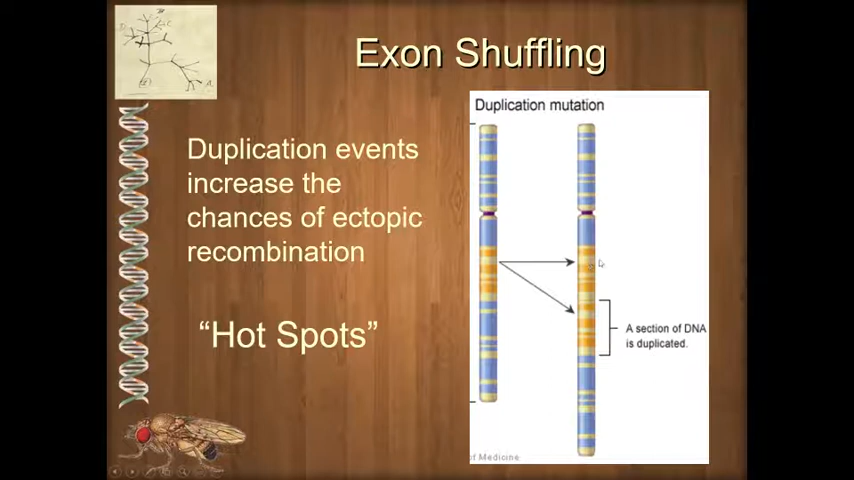 Exon Shuffling
Duplication events
increase the
chances of ectopic
recombination
“Hot Spots”
Duplication mutation
A section of DNA
is duplicated.
of Medicine